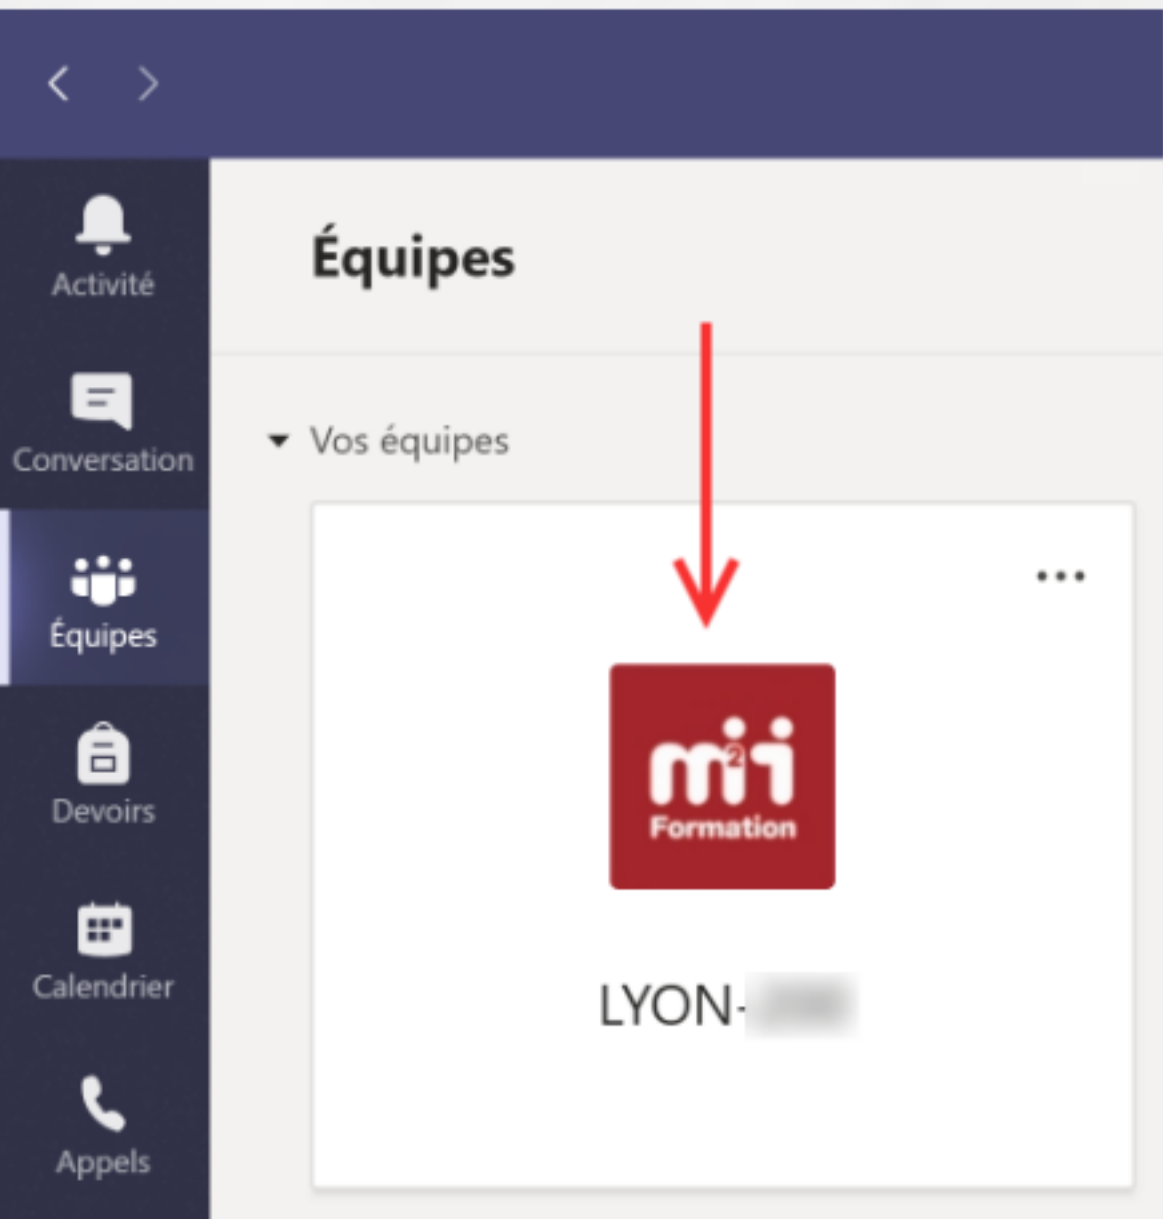 Activité
Conversation
Équipes
Devoirs
Calendrier
Appels
Équipes
Vos équipes
m2i
Formation
LYON-